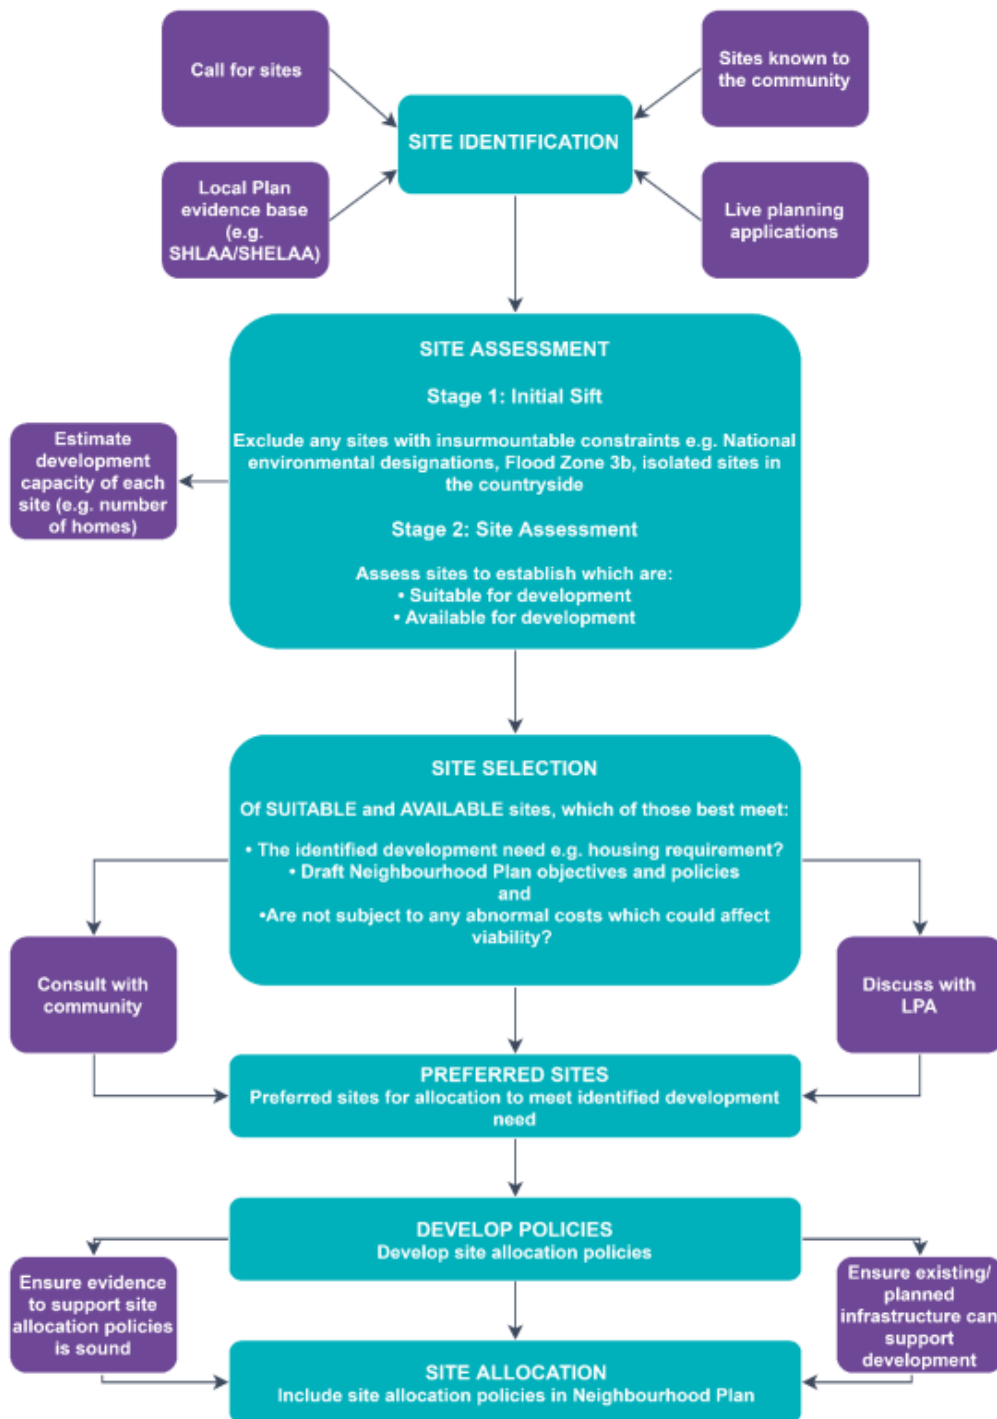 Call for sites
Sites known to
the community
SITE IDENTIFICATION
Local Plan
evidence base
(e.g.
SHLAA/SHELAA)
Live planning
applications
SITE ASSESSMENT
Stage 1: Initial Sift
Exclude any sites with insurmountable constraints e.g. National
environmental designations, Flood Zone 3b, isolated sites in
the countryside
Stage 2: Site Assessment
Assess sites to establish which are:
• Suitable for development
• Available for development
Estimate
development
capacity of each
site (e.g. number
of homes)
SITE SELECTION
Of SUITABLE and AVAILABLE sites, which of those best meet:
• The identified development need e.g. housing requirement?
• Draft Neighbourhood Plan objectives and policies
and
•Are not subject to any abnormal costs which could affect
viability?
Consult with
community
Discuss with
LPA
PREFERRED SITES
Preferred sites for allocation to meet identified development
need
DEVELOP POLICIES
Develop site allocation policies
Ensure evidence
to support site
allocation policies
is sound
Ensure existing/
planned
infrastructure can
support
development
SITE ALLOCATION
Include site allocation policies in Neighbourhood Plan